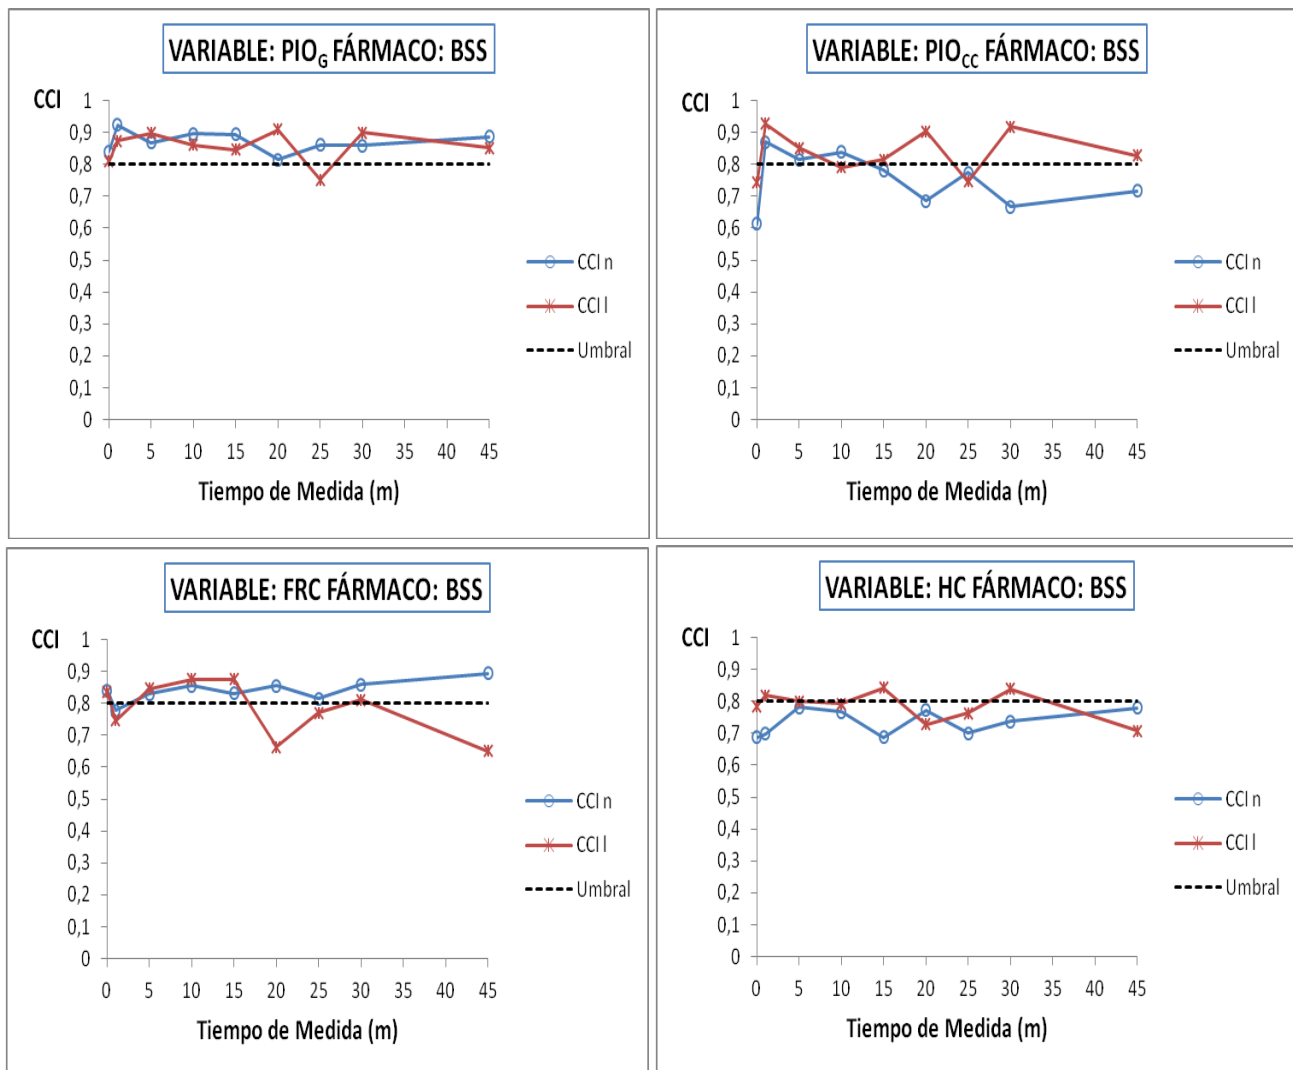 VARIABLE: PIO_G FÁRMACO: BSS
CCI
1
0,9
0,8
0,7
0,6
0,5
0,4
0,3
0,2
0,1
0
0 5 10 15 20 25 30 35 40 45
Tiempo de Medida (m)
CCI n
CCI l
Umbral
VARIABLE: PIO_CC FÁRMACO: BSS
CCI
1
0,9
0,8
0,7
0,6
0,5
0,4
0,3
0,2
0,1
0
0 5 10 15 20 25 30 35 40 45
Tiempo de Medida (m)
CCI n
CCI l
Umbral
VARIABLE: FRC FÁRMACO: BSS
CCI
1
0,9
0,8
0,7
0,6
0,5
0,4
0,3
0,2
0,1
0
0 5 10 15 20 25 30 35 40 45
Tiempo de Medida (m)
CCI n
CCI l
Umbral
VARIABLE: HC FÁRMACO: BSS
CCI
1
0,9
0,8
0,7
0,6
0,5
0,4
0,3
0,2
0,1
0
0 5 10 15 20 25 30 35 40 45
Tiempo de Medida (m)
CCI n
CCI l
Umbral